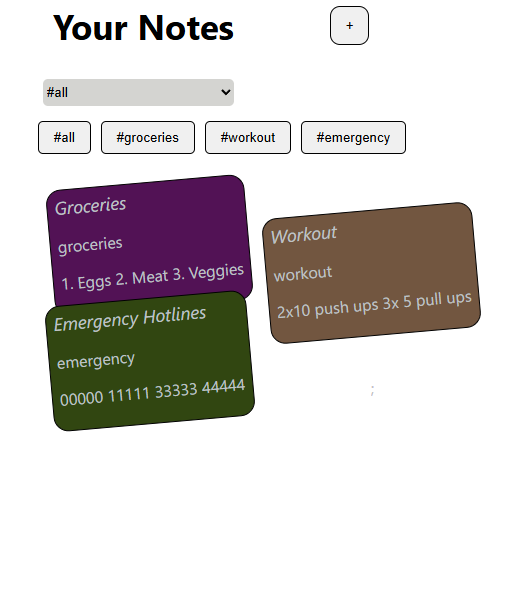 Your Notes
+
#all
#all
#groceries
#workout
#emergency
Groceries
groceries
1. Eggs 2. Meat 3. Veggies
Workout
workout
2x10 push ups 3x 5 pull ups
Emergency Hotlines
emergency
00000 11111 33333 44444
;